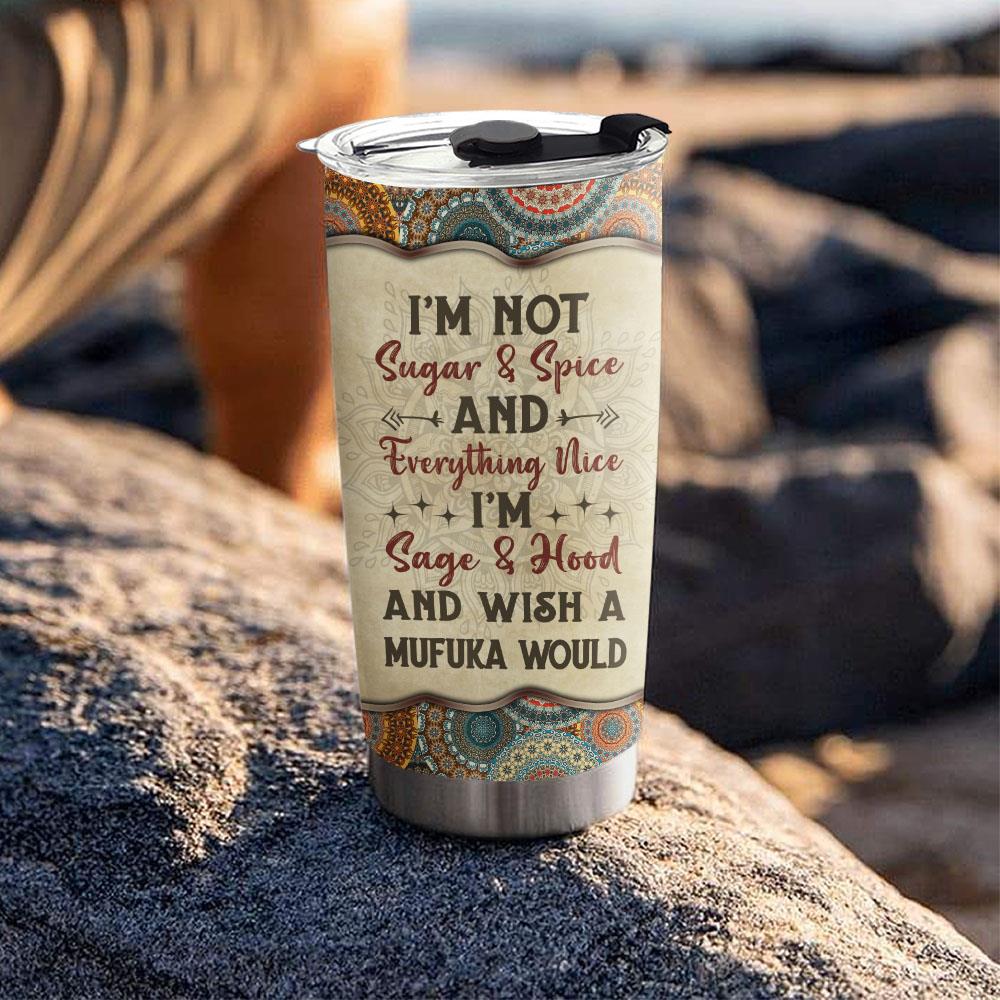 I'M NOT
Sugar & Spice
AND
Everything Nice
I'M
Sage & Hood
AND WISH A
MUFUKA WOULD